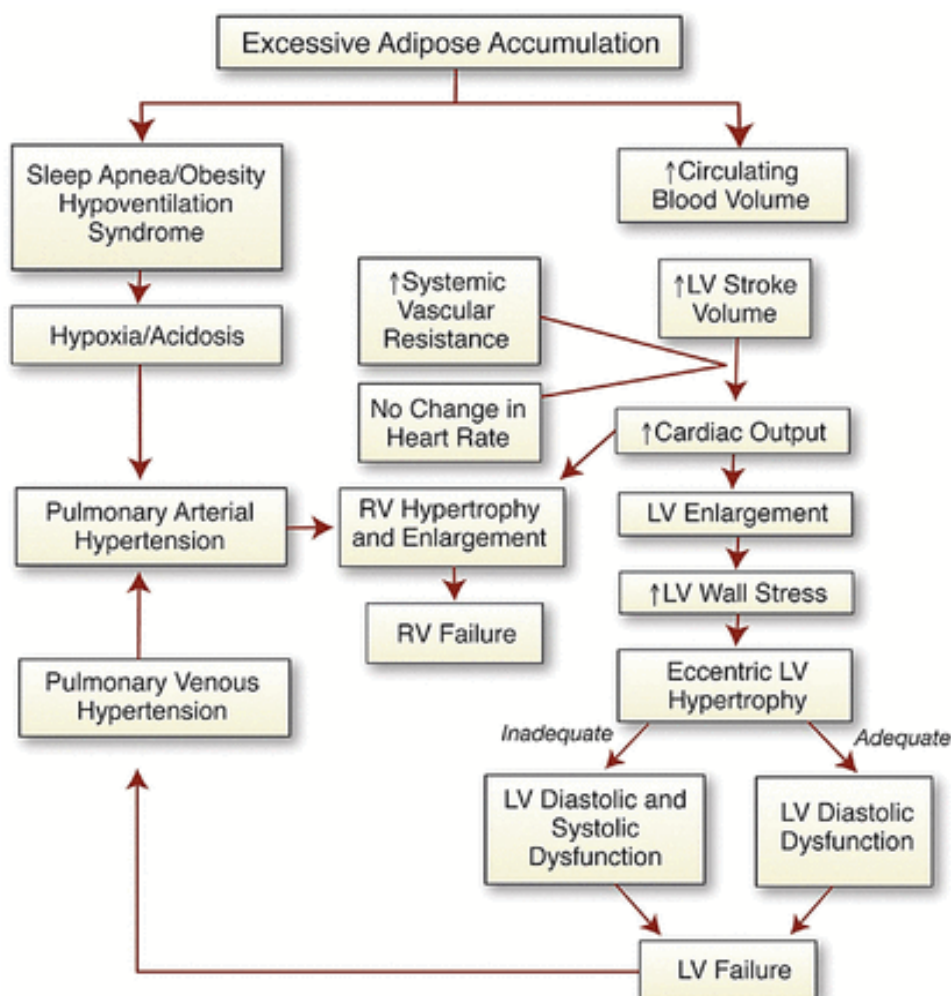 Excessive Adipose Accumulation
Sleep Apnea/Obesity
Hypoventilation
Syndrome
↑Circulating
Blood Volume
Hypoxia/Acidosis
↑Systemic
Vascular
Resistance
↑LV Stroke
Volume
No Change in
Heart Rate
↑Cardiac Output
Pulmonary Arterial
Hypertension
RV Hypertrophy
and Enlargement
LV Enlargement
RV Failure
↑LV Wall Stress
Pulmonary Venous
Hypertension
Eccentric LV
Hypertrophy
Inadequate
Adequate
LV Diastolic and
Systolic
Dysfunction
LV Diastolic
Dysfunction
LV Failure